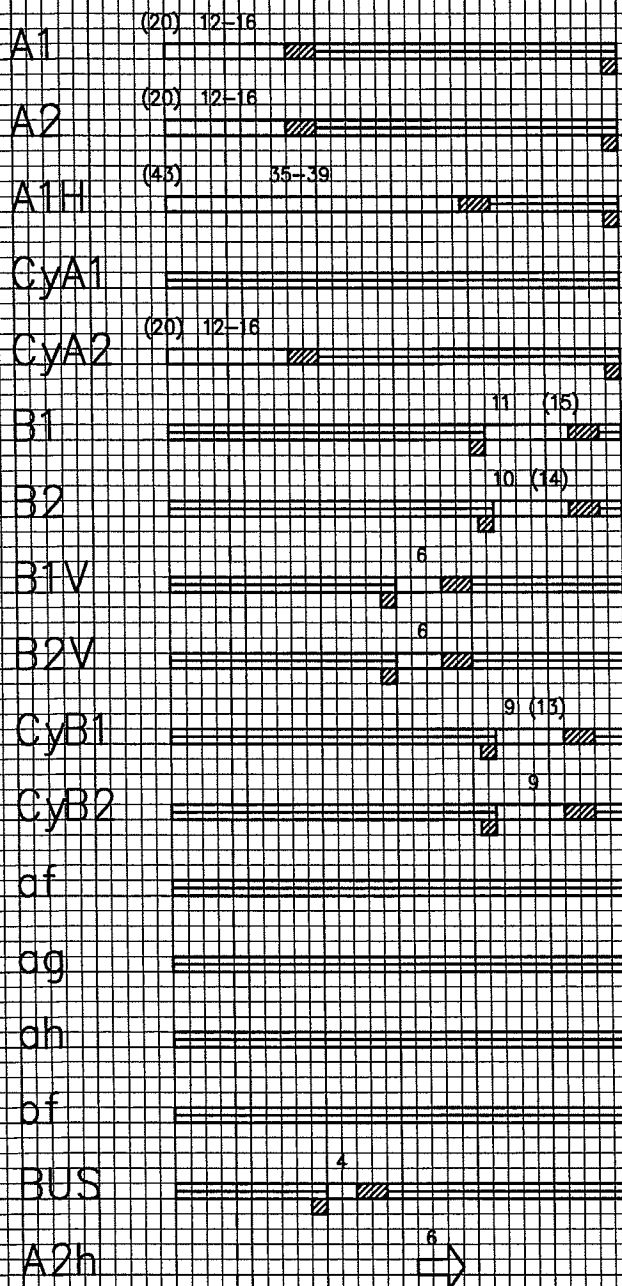 (20) 12-16
A1
(20) 12-16
A2
(43) 35-39
A1H
CyA1
(20) 12-16
CyA2
11 (15)
B1
10 (14)
B2
6
B1V
6
B2V
9 (13)
CyB1
9
CyB2
af
ag
ah
bf
4
BUS
6
A2h